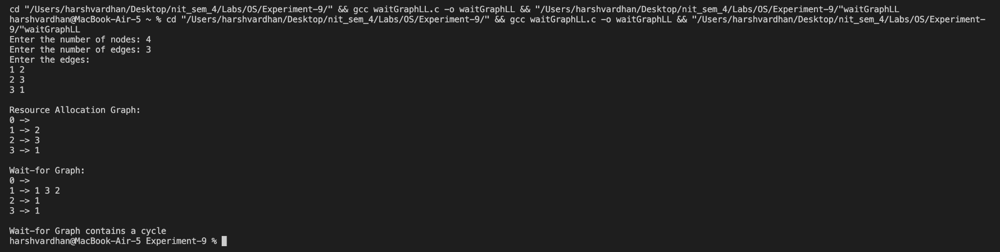 cd "/Users/harshvardhan/Desktop/nit_sem_4/Labs/OS/Experiment-9/" && gcc waitGraphLL.c -o waitGraphLL && "/Users/harshvardhan/Desktop/nit_sem_4/Labs/OS/Experiment-9/"waitGraphLL
harshvardhan@MacBook-Air-5 ~ % cd "/Users/harshvardhan/Desktop/nit_sem_4/Labs/OS/Experiment-9/" && gcc waitGraphLL.c -o waitGraphLL && "/Users/harshvardhan/Desktop/nit_sem_4/Labs/OS/Experiment-
9/"waitGraphLL
Enter the number of nodes: 4
Enter the number of edges: 3
Enter the edges:
1 2
2 3
3 1

Resource Allocation Graph:
0 ->
1 -> 2
2 -> 3
3 -> 1

Wait-for Graph:
0 ->
1 -> 1 3 2
2 -> 1
3 -> 1

Wait-for Graph contains a cycle
harshvardhan@MacBook-Air-5 Experiment-9 %